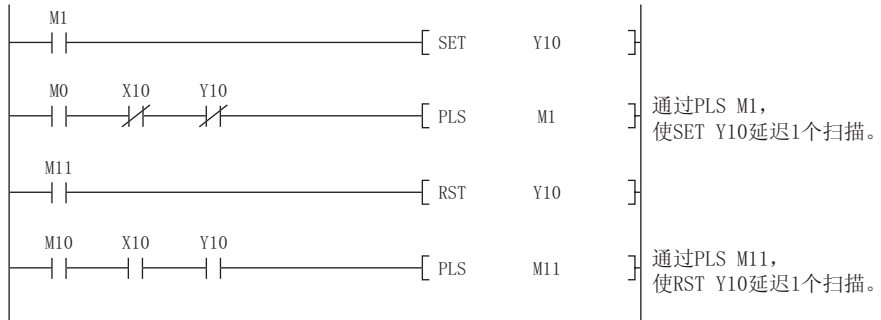 M1
SET Y10
M0 X10 Y10
PLS M1
通过PLS M1，
使SET Y10延迟1个扫描。
M11
RST Y10
M10 X10 Y10
PLS M11
通过PLS M11，
使RST Y10延迟1个扫描。